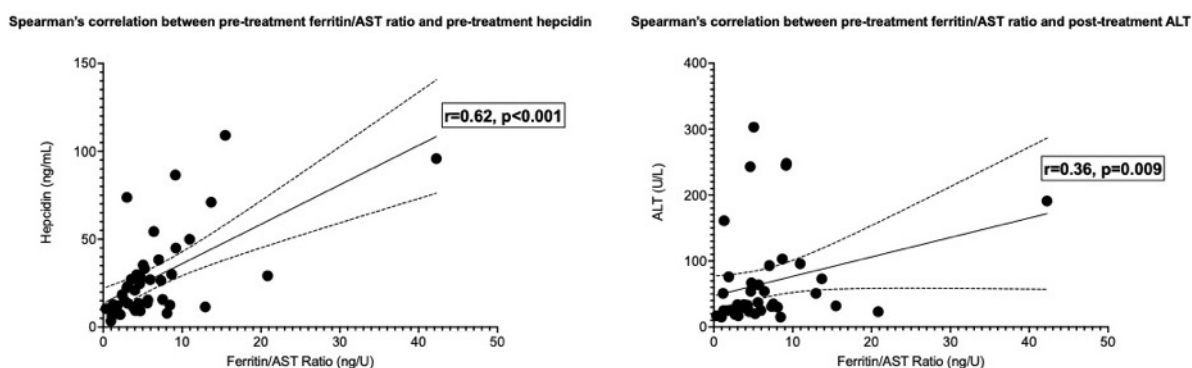 Spearman's correlation between pre-treatment ferritin/AST ratio and pre-treatment hepcidin
150
100
50
0
Hepcidin (ng/mL)
r=0.62, p<0.001
0 10 20 30 40 50
Ferritin/AST Ratio (ng/U)
Spearman's correlation between pre-treatment ferritin/AST ratio and post-treatment ALT
400
300
200
100
0
ALT (U/L)
r=0.36, p=0.009
0 10 20 30 40 50
Ferritin/AST Ratio (ng/U)